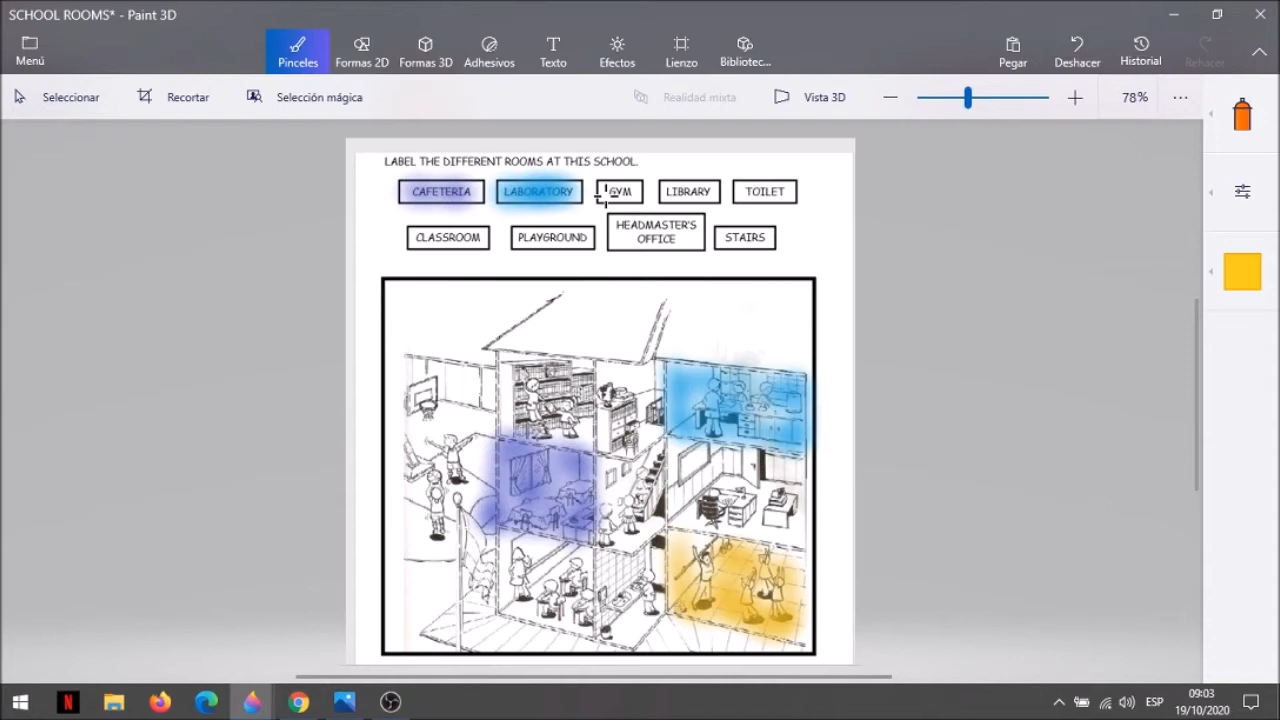 SCHOOL ROOMS* - Paint 3D
Menú
Pinceles
Formas 2D
Formas 3D
Adhesivos
Texto
Efectos
Lienzo
Bibliotec...
Pegar
Deshacer
Historial
Rehacer
Seleccionar
Recortar
Selección mágica
Realidad mixta
Vista 3D
78%
LABEL THE DIFFERENT ROOMS AT THIS SCHOOL.
CAFETERIA
LABORATORY
GYM
LIBRARY
TOILET
CLASSROOM
PLAYGROUND
HEADMASTER'S
OFFICE
STAIRS
N
ESP
09:03
19/10/2020